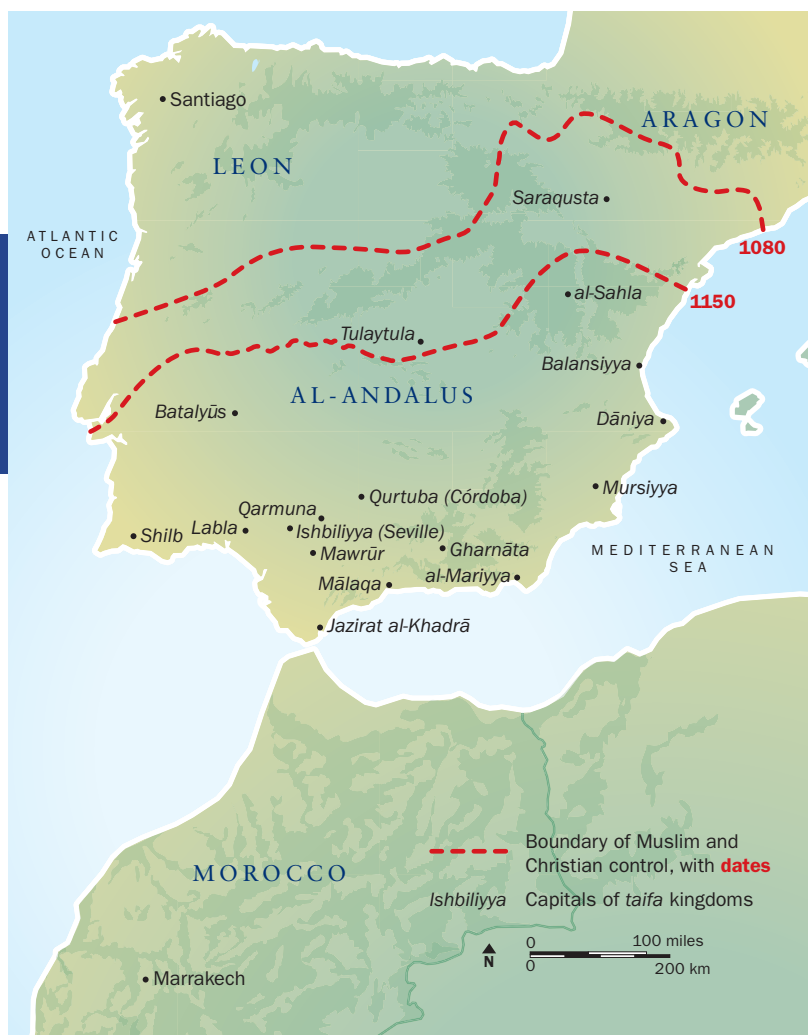 Santiago
ARAGON
LEON
Saraqusta
ATLANTIC
OCEAN
1080
al-Sahla
1150
Tulaytula
Balansiyya
AL-ANDALUS
Batalyūs
Dāniya
Mursiyya
Qurtuba (Córdoba)
Qarmuna
Labla
Ishbiliyya (Seville)
Shilb
Mawrūr
Gharnāta
MEDITERRANEAN
SEA
al-Mariyya
Mālaqa
Jazirat al-Khadrā
MOROCCO
Boundary of Muslim and
Christian control, with dates
Ishbiliyya Capitals of taifa kingdoms
N
0 100 miles
0 200 km
Marrakech